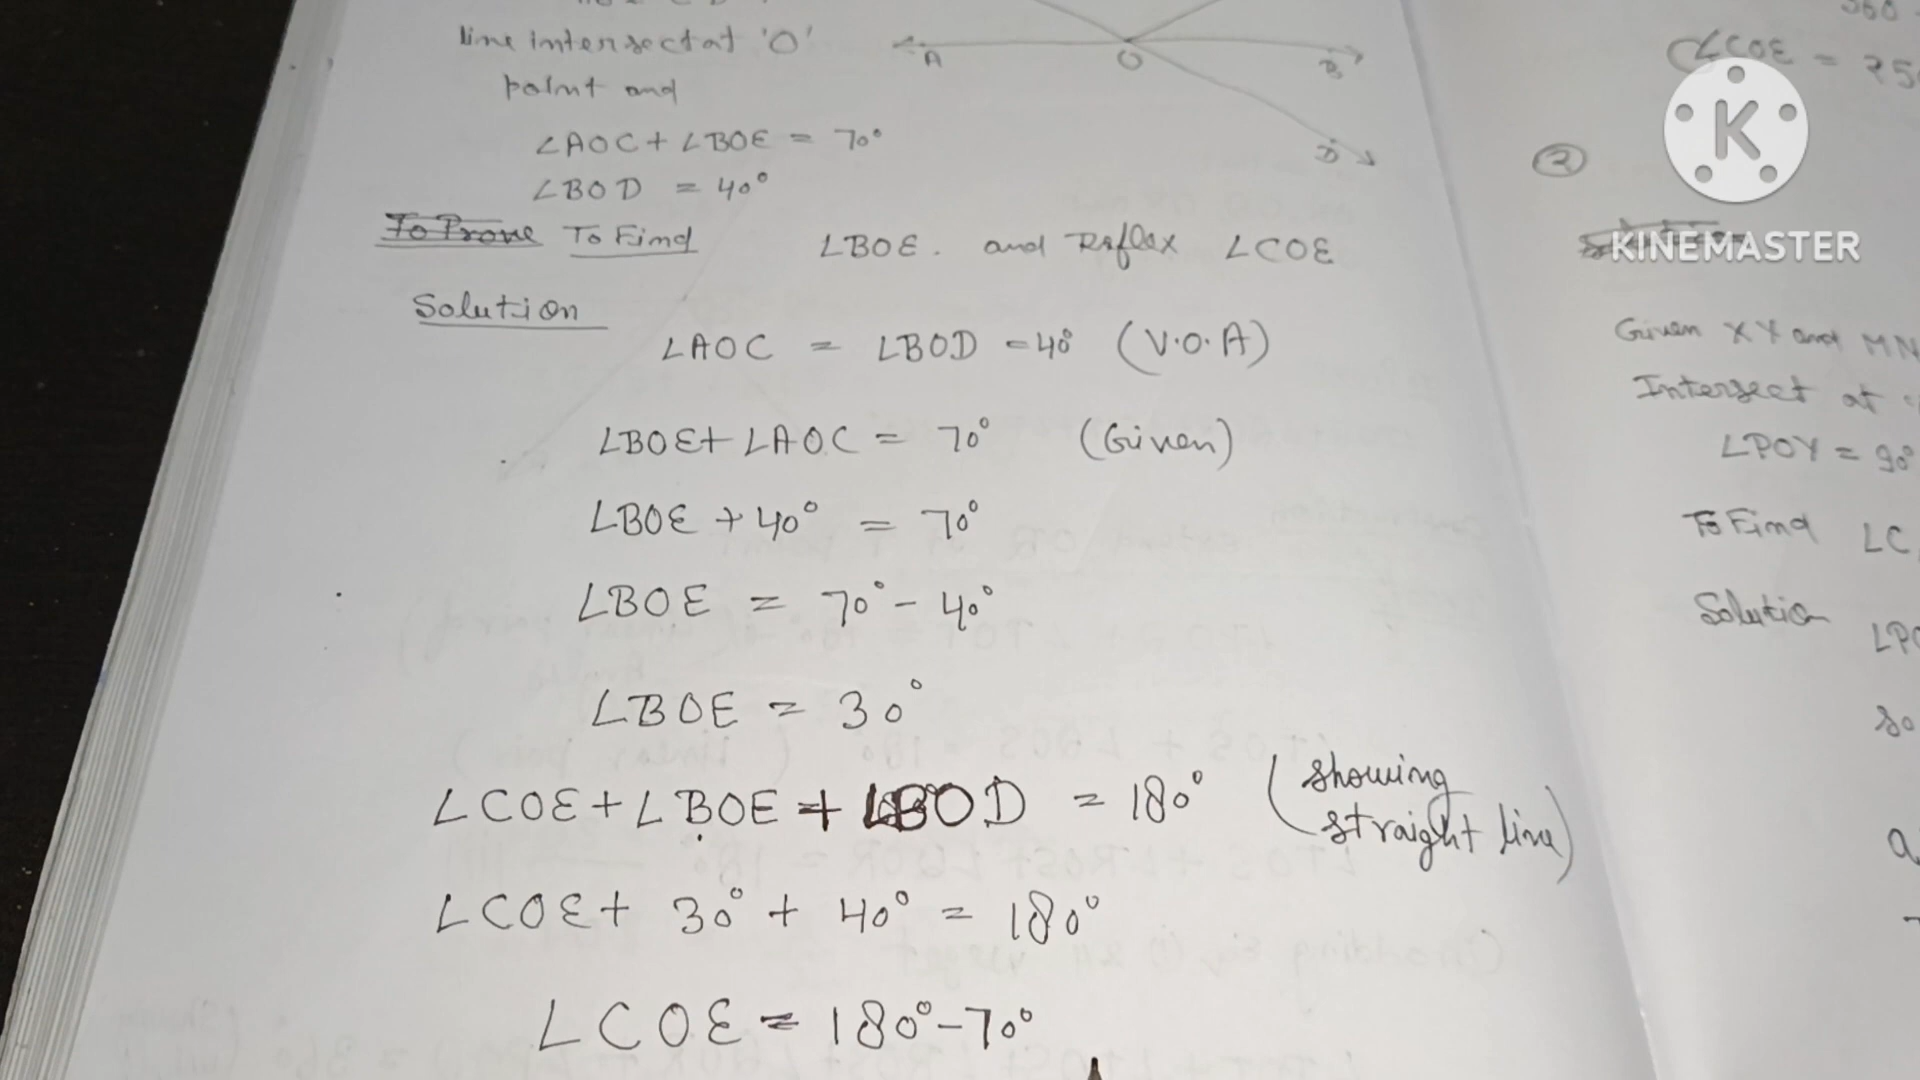 line intersect at 'O'
point and
∠AOC + ∠BOE = 70°
∠BOD = 40°
To Prove To Find ∠BOE. and Reflex ∠COE
Solution
∠AOC = ∠BOD = 40° (V.O.A)
∠BOE + ∠AOC = 70° (Given)
∠BOE + 40° = 70°
∠BOE = 70° - 40°
∠BOE = 30°
∠COE + ∠BOE + ∠BOD = 180° (showing
straight line)
∠COE + 30° + 40° = 180°
∠COE = 180° - 70°
A O B
D
∠COE =
2
K
KINEMASTER
Given XY and MN
Intersect at
∠POY = 90°
To Find ∠C
Solution
so